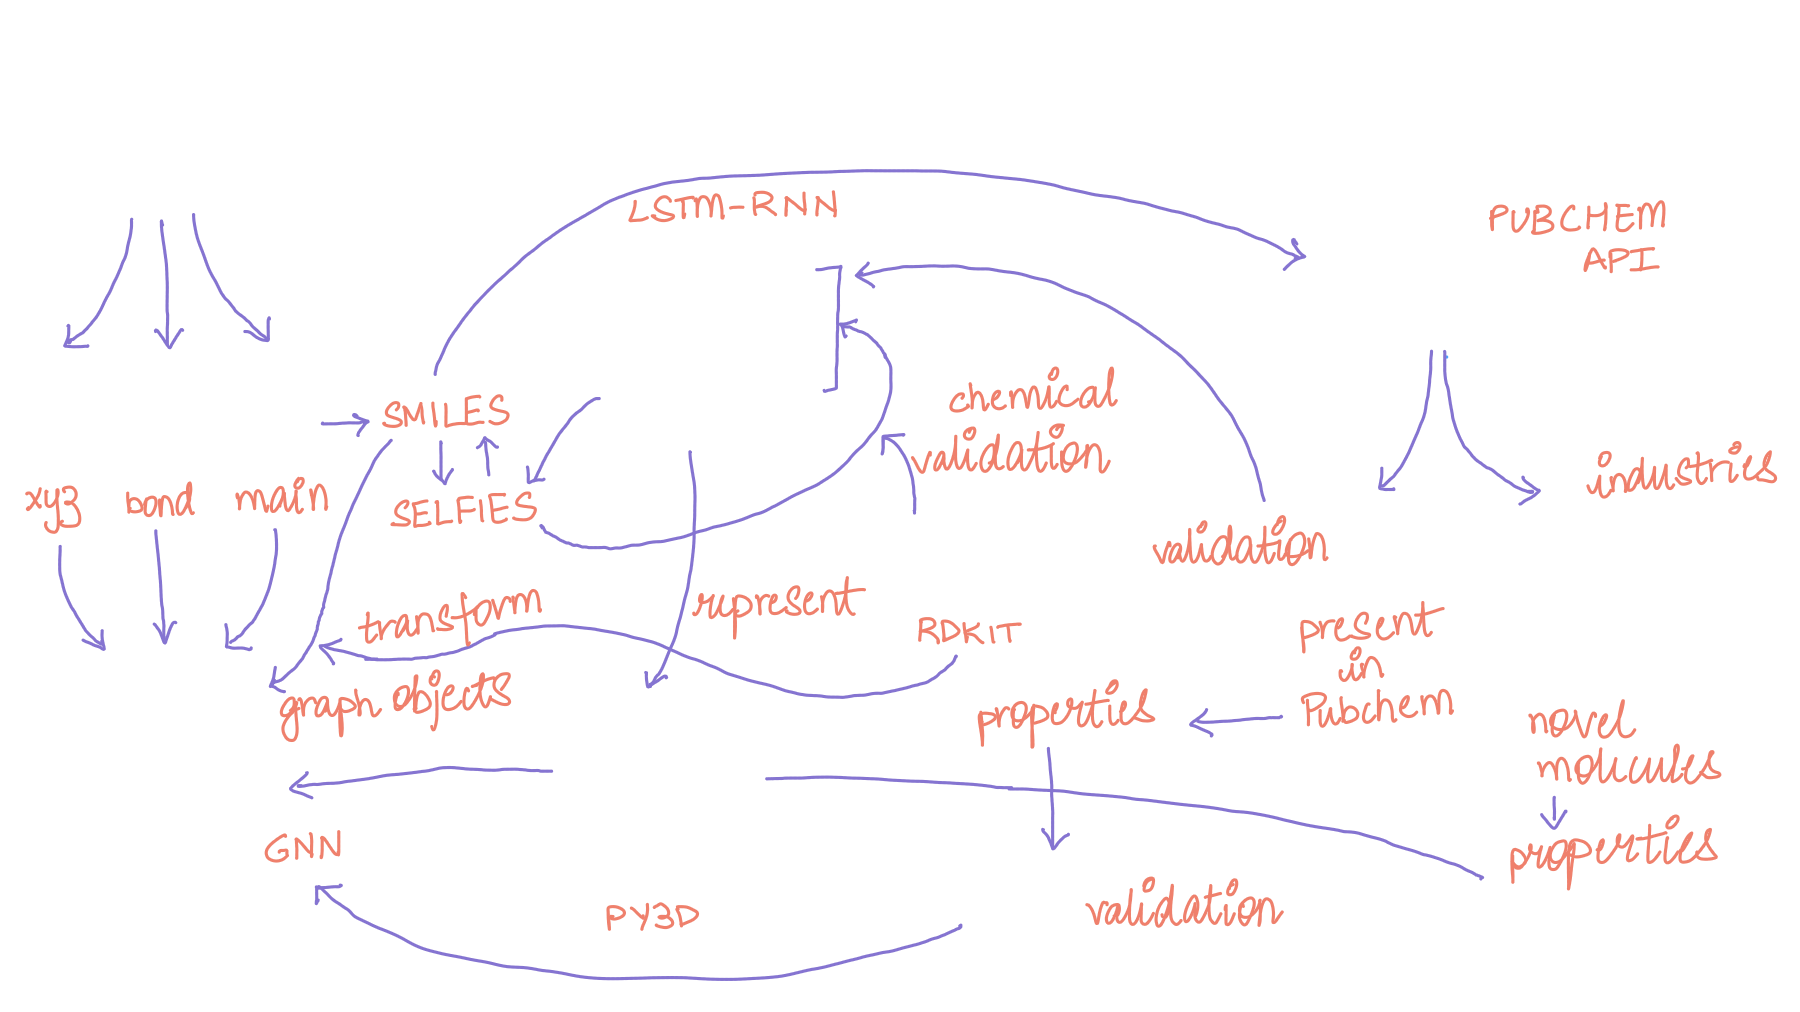 LSTM-RNN
PUBCHEM
API
SMILES
chemical
validation
xyz
bond
main
SELFIES
industries
validation
transform
represent
RDKIT
present
in
Pubchem
graph objects
properties
novel
molecules
properties
GNN
PY3D
validation